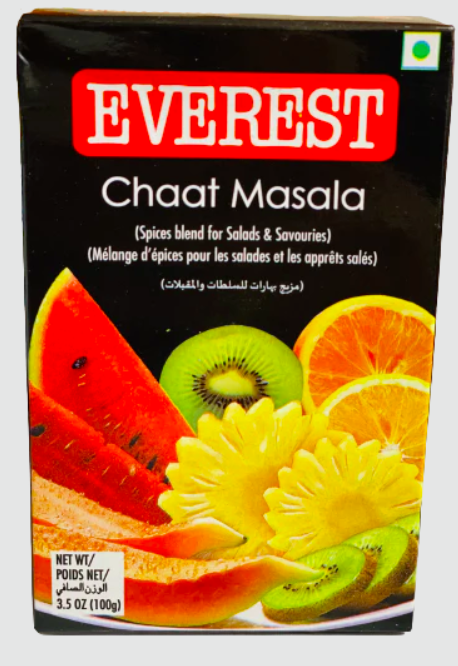 EVEREST
Chaat Masala
(Spices blend for Salads & Savouries)
(Mélange d'épices pour les salades et les apprêts salés)
(مزيج بهارات للسلطات والمقبلات)
NET WT/
POIDS NET/
الوزن الصافي
3.5 OZ (100g)